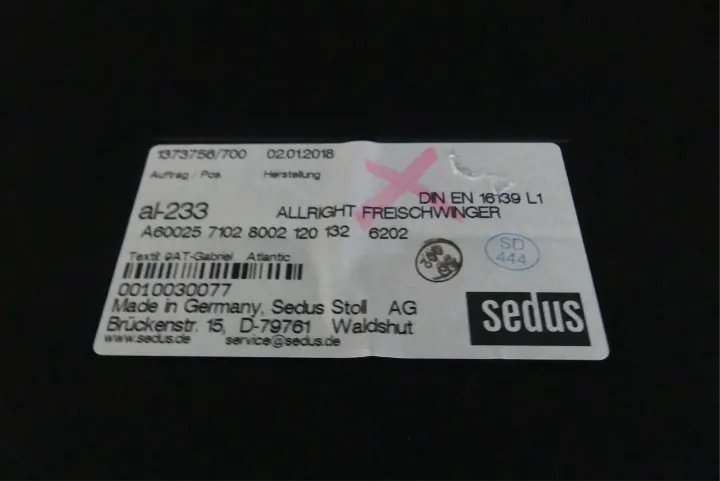 1373756/700 02.01.2018
Auftrag / Pos. Herstellung
DIN EN 16139 L1
al-233 ALLRIGHT FREISCHWINGER
A60025 7102 8002 120 132 6202
Textil: 9AT-Gabriel Atlantic
SD
444
0010030077
Made in Germany, Sedus Stoll AG
Brückenstr. 15, D-79761 Waldshut
www.sedus.de service@sedus.de
sedus